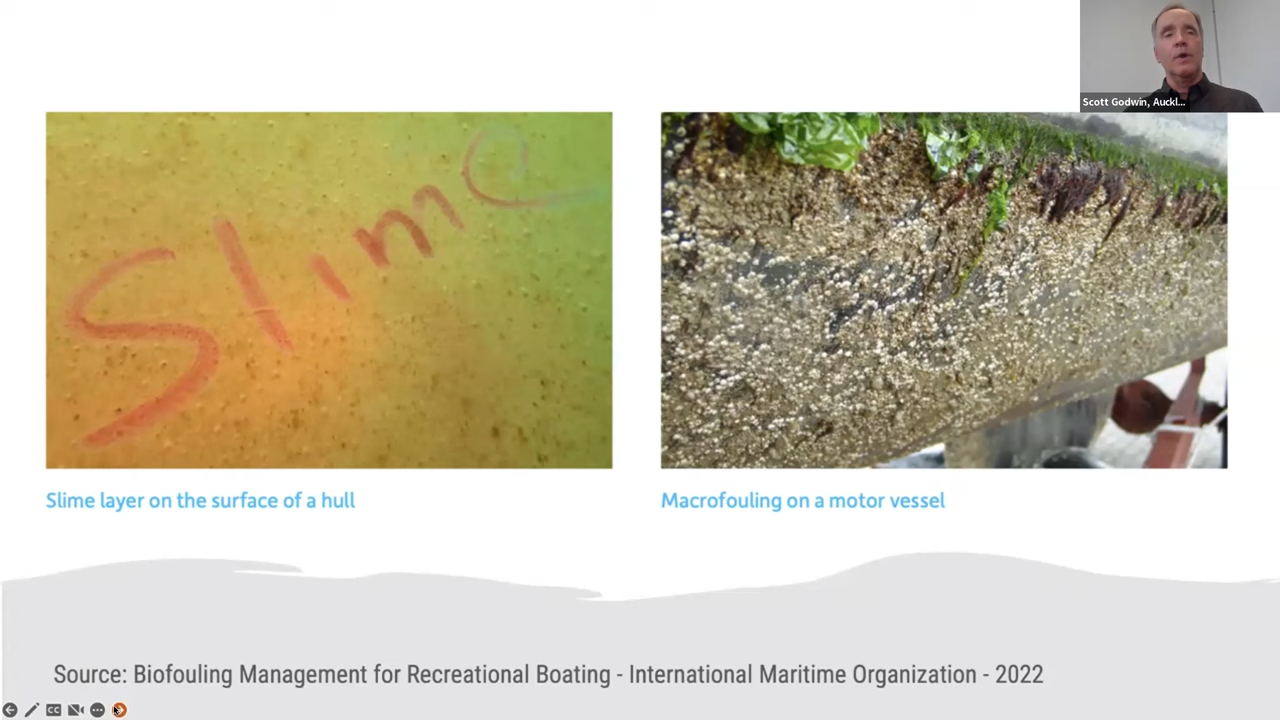 Scott Godwin, Auckl...
Slime
Slime layer on the surface of a hull
Macrofouling on a motor vessel
Source: Biofouling Management for Recreational Boating - International Maritime Organization - 2022
CC